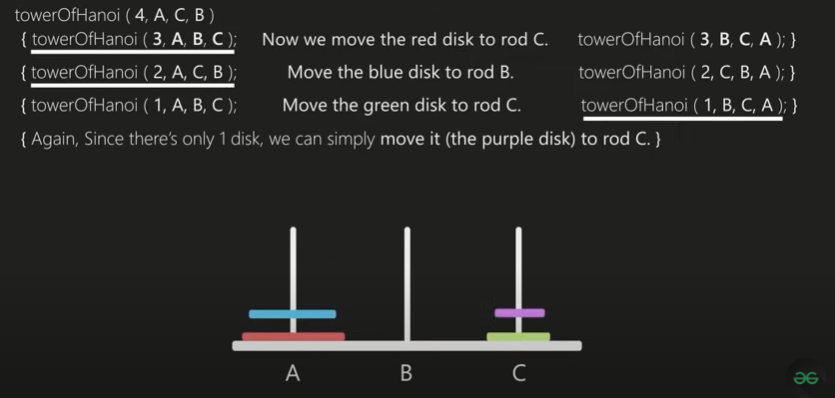 towerOfHanoi ( 4, A, C, B )
{ towerOfHanoi ( 3, A, B, C ); Now we move the red disk to rod C. towerOfHanoi ( 3, B, C, A ); }
{ towerOfHanoi ( 2, A, C, B ); Move the blue disk to rod B. towerOfHanoi ( 2, C, B, A ); }
{ towerOfHanoi ( 1, A, B, C ); Move the green disk to rod C. towerOfHanoi ( 1, B, C, A ); }
{ Again, Since there's only 1 disk, we can simply move it (the purple disk) to rod C. }
A B C